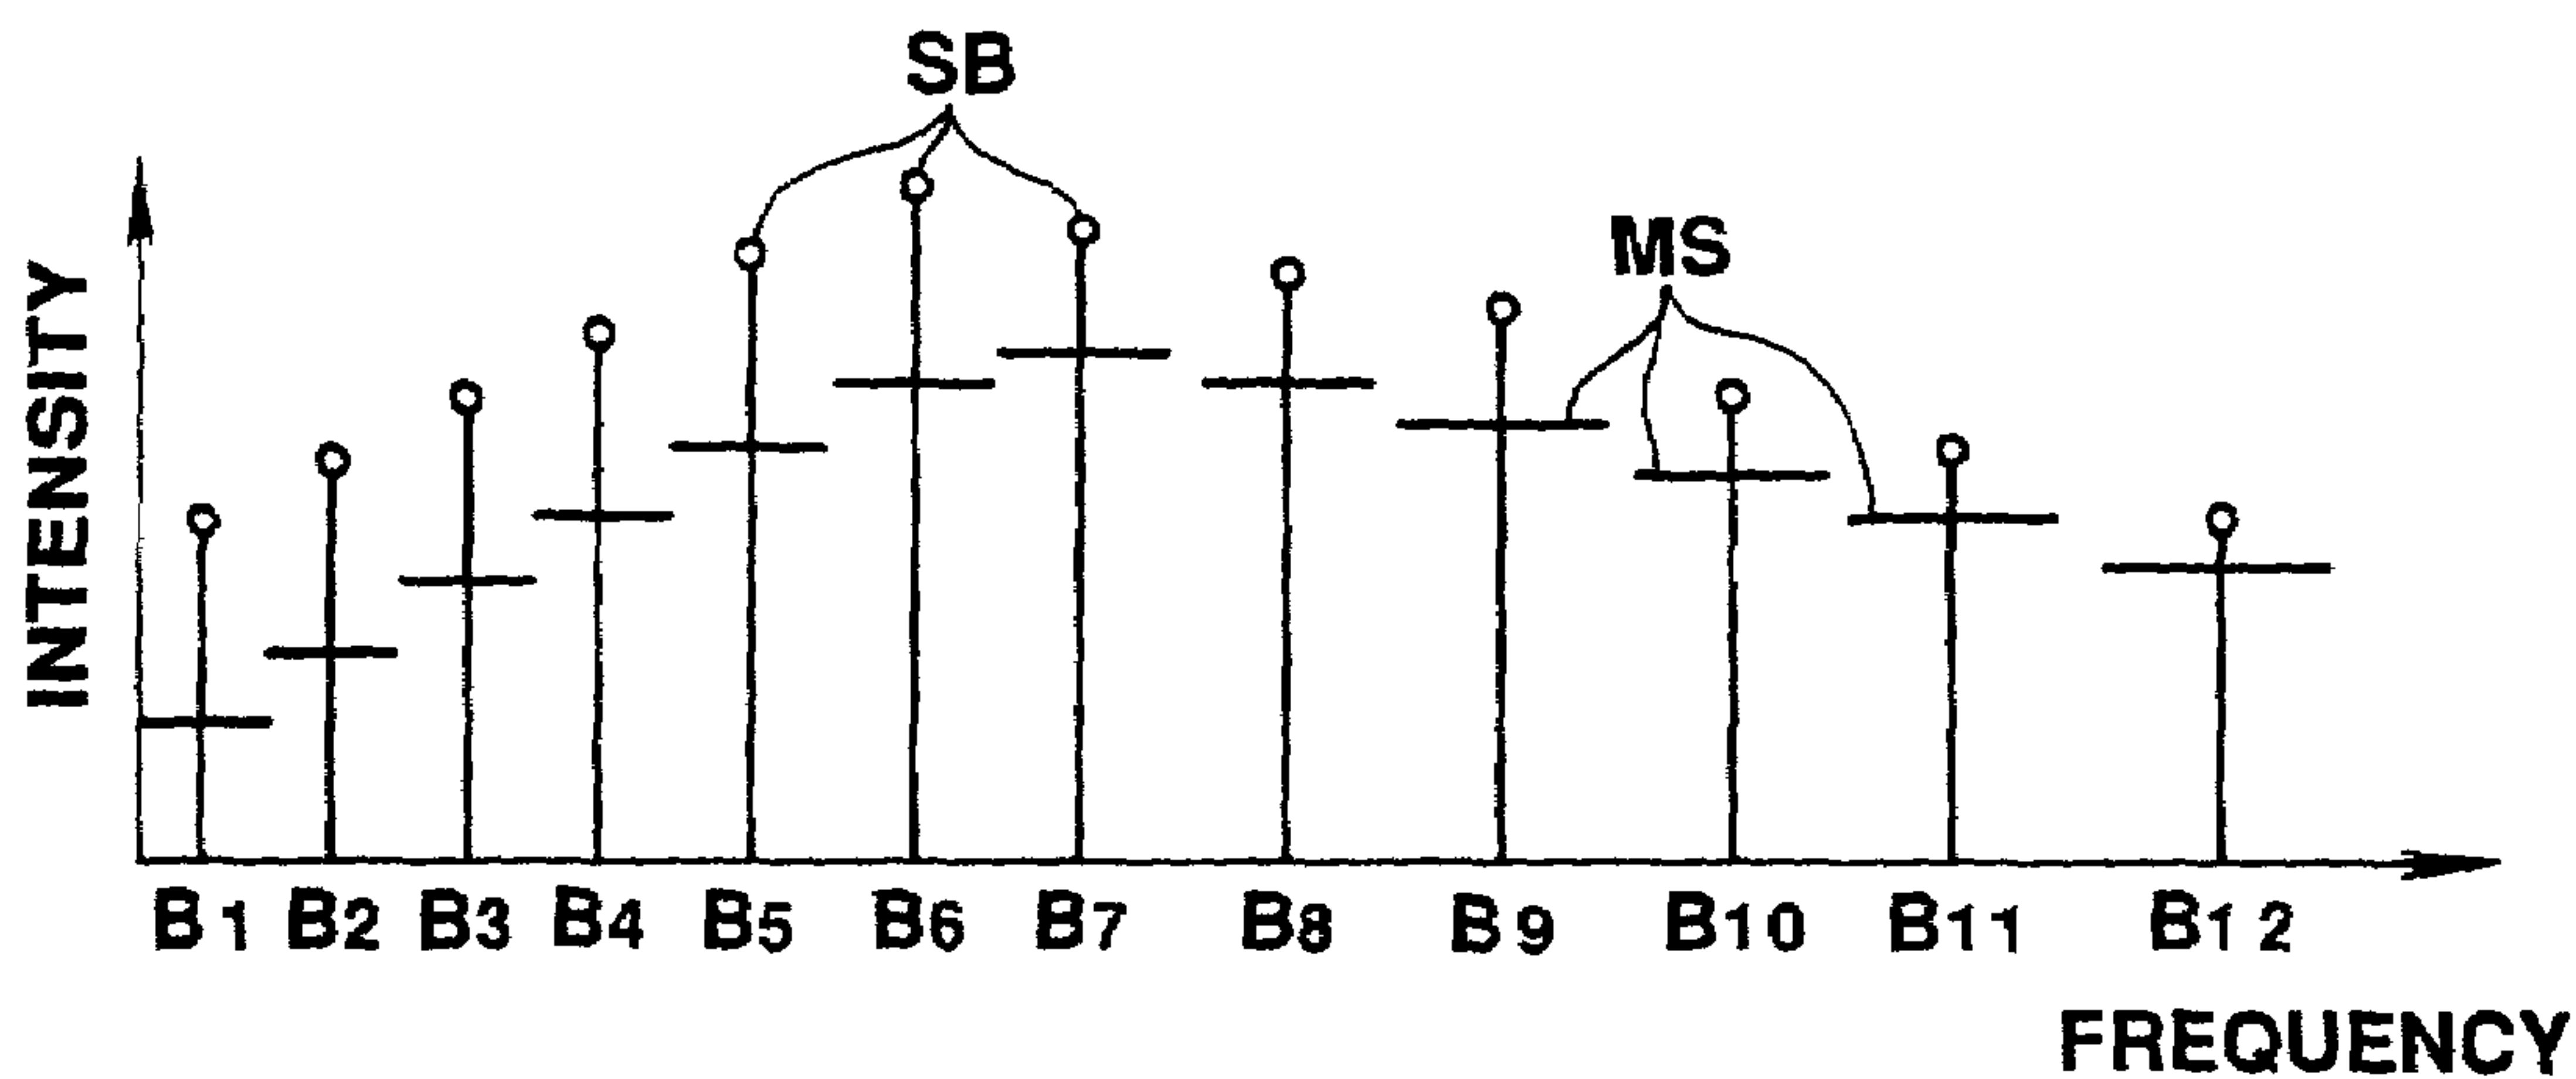 SB
MS
INTENSITY
B1 B2 B3 B4 B5 B6 B7 B8 B9 B10 B11 B12
FREQUENCY